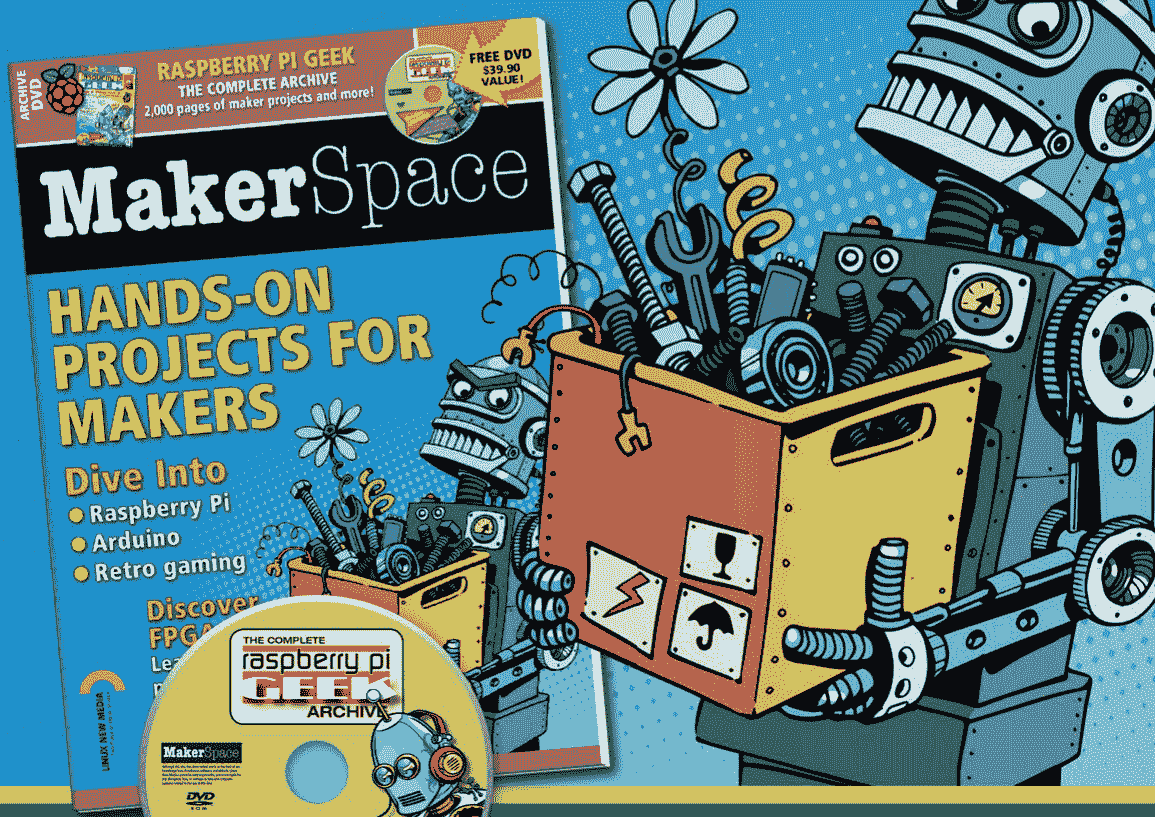 ARCHIVE
DVD
RASPBERRY PI GEEK
THE COMPLETE ARCHIVE
2,000 pages of maker projects and more!
FREE DVD
$39.90
VALUE!
MakerSpace
HANDS-ON
PROJECTS FOR
MAKERS
Dive Into
Raspberry Pi
Arduino
Retro gaming
Discover
FPGA
LINUX NEW MEDIA
THE COMPLETE
raspberry pi
GEEK
ARCHIVE
MakerSpace
DVD
ROM